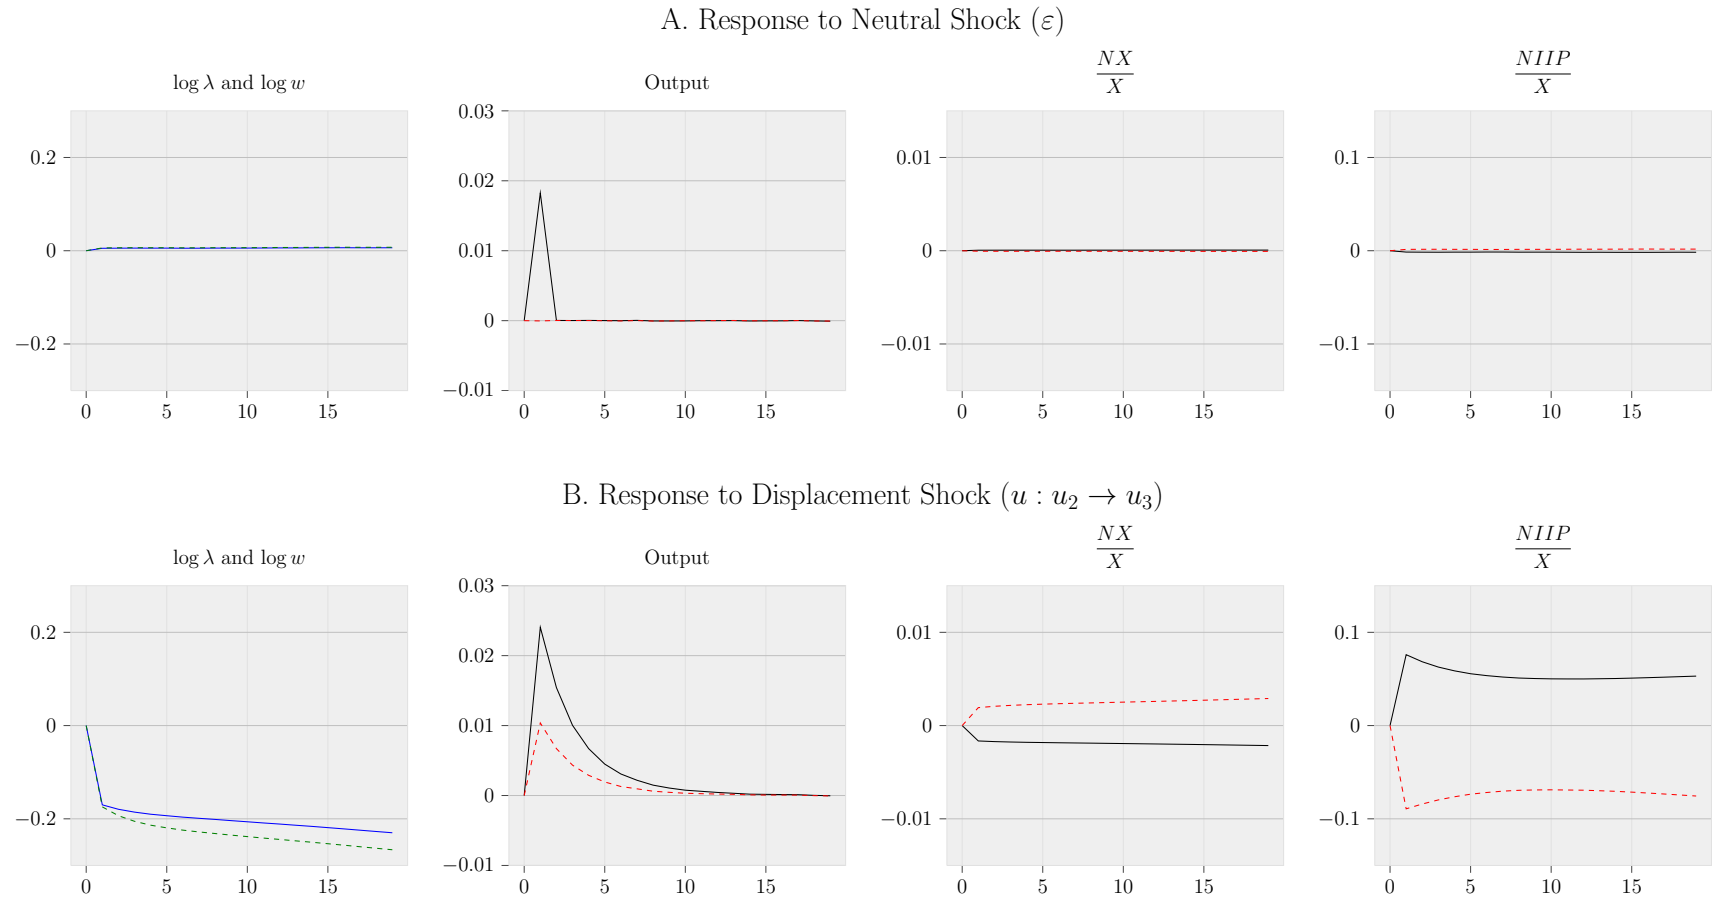 A. Response to Neutral Shock (ε)
log λ and log w
Output
NX
X
NIIP
X
0.2
0
−0.2
0 5 10 15
0.03
0.02
0.01
0
−0.01
0 5 10 15
0.01
0
−0.01
0 5 10 15
0.1
0
−0.1
0 5 10 15
B. Response to Displacement Shock (u : u₂ → u₃)
log λ and log w
Output
NX
X
NIIP
X
0.2
0
−0.2
0 5 10 15
0.03
0.02
0.01
0
−0.01
0 5 10 15
0.01
0
−0.01
0 5 10 15
0.1
0
−0.1
0 5 10 15